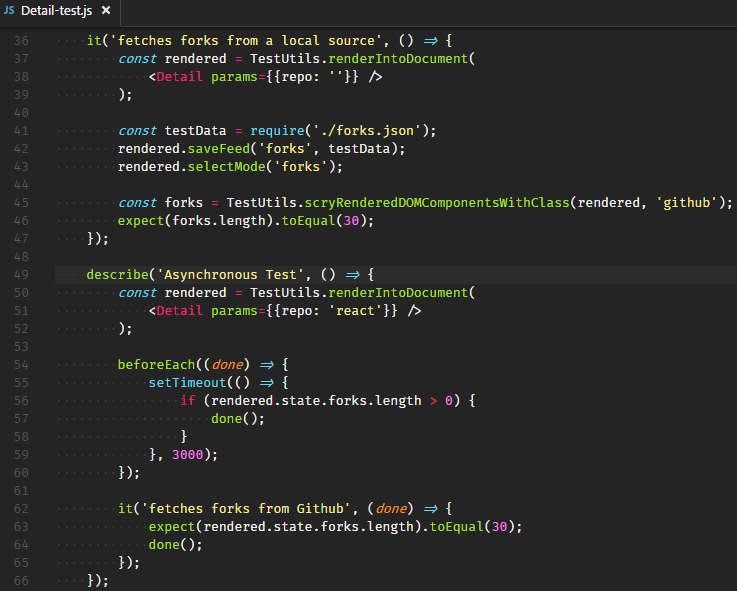 JS Detail-test.js ×
36 it('fetches forks from a local source', () => {
37 const rendered = TestUtils.renderIntoDocument(
38 <Detail params={{repo: ''}} />
39 );
40
41 const testData = require('./forks.json');
42 rendered.saveFeed('forks', testData);
43 rendered.selectMode('forks');
44
45 const forks = TestUtils.scryRenderedDOMComponentsWithClass(rendered, 'github');
46 expect(forks.length).toEqual(30);
47 });
48
49 describe('Asynchronous Test', () => {
50 const rendered = TestUtils.renderIntoDocument(
51 <Detail params={{repo: 'react'}} />
52 );
53
54 beforeEach((done) => {
55 setTimeout(() => {
56 if (rendered.state.forks.length > 0) {
57 done();
58 }
59 }, 3000);
60 });
61
62 it('fetches forks from Github', (done) => {
63 expect(rendered.state.forks.length).toEqual(30);
64 done();
65 });
66 });